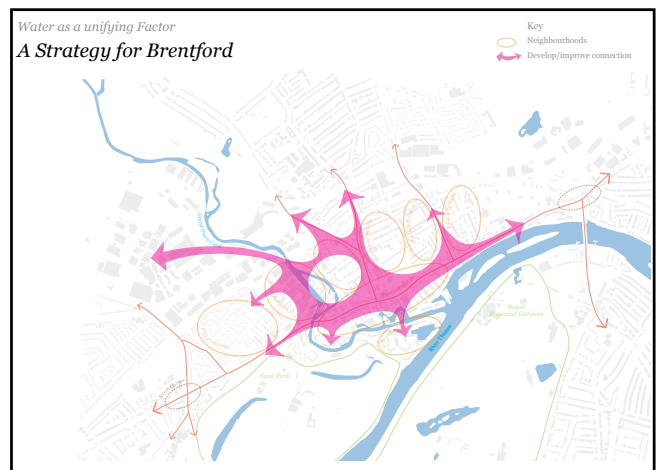 Water as a unifying Factor
A Strategy for Brentford
Key
Neighbourhoods
Develop/improve connection
Royal
Botanical Gardens
River Thames
Syon Park